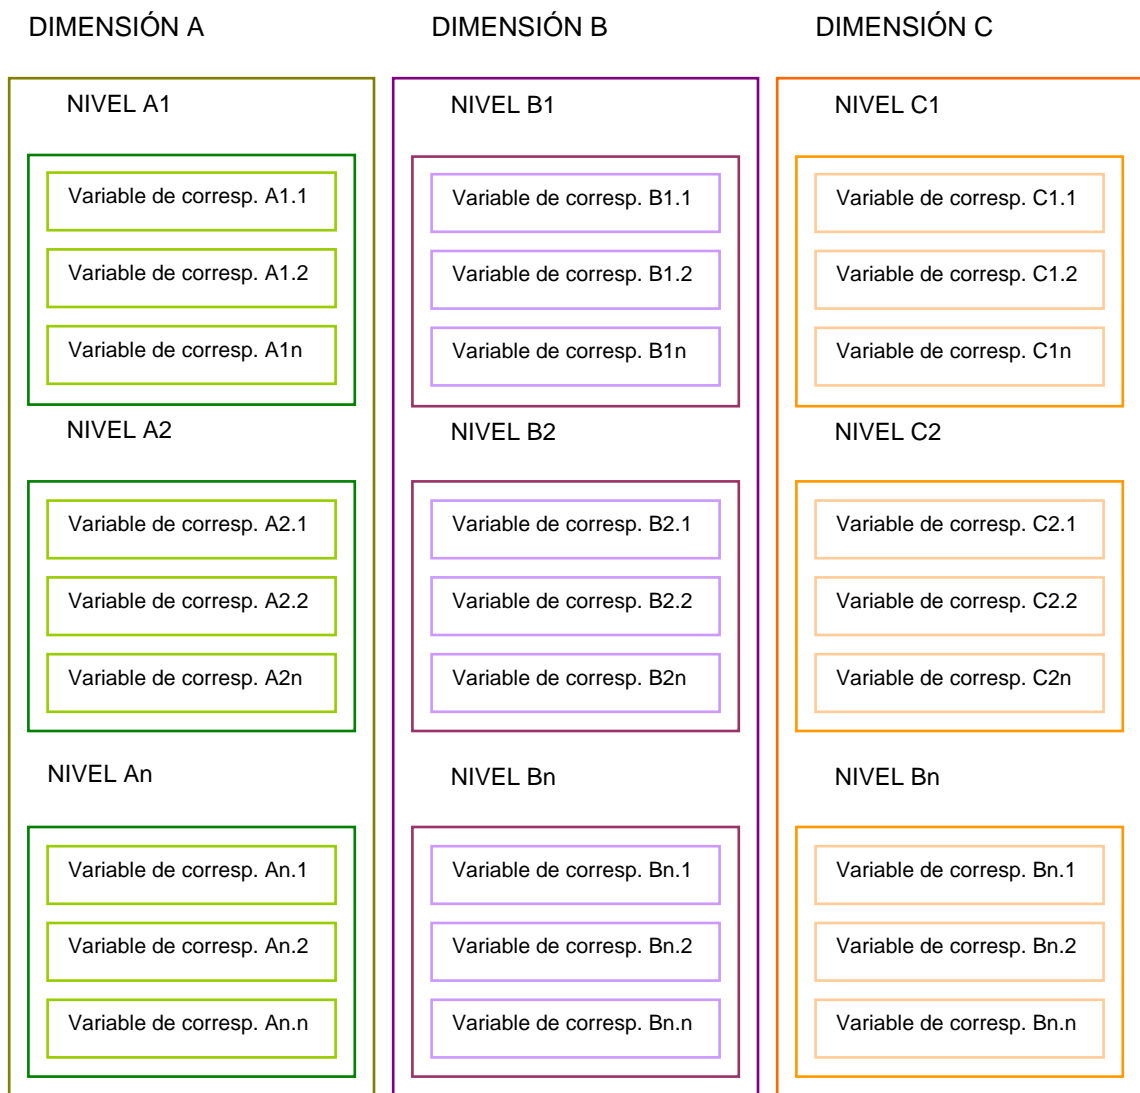 DIMENSIÓN A
DIMENSIÓN B
DIMENSIÓN C
NIVEL A1
Variable de corresp. A1.1
Variable de corresp. A1.2
Variable de corresp. A1n
NIVEL A2
Variable de corresp. A2.1
Variable de corresp. A2.2
Variable de corresp. A2n
NIVEL An
Variable de corresp. An.1
Variable de corresp. An.2
Variable de corresp. An.n
NIVEL B1
Variable de corresp. B1.1
Variable de corresp. B1.2
Variable de corresp. B1n
NIVEL B2
Variable de corresp. B2.1
Variable de corresp. B2.2
Variable de corresp. B2n
NIVEL Bn
Variable de corresp. Bn.1
Variable de corresp. Bn.2
Variable de corresp. Bn.n
NIVEL C1
Variable de corresp. C1.1
Variable de corresp. C1.2
Variable de corresp. C1n
NIVEL C2
Variable de corresp. C2.1
Variable de corresp. C2.2
Variable de corresp. C2n
NIVEL Bn
Variable de corresp. Bn.1
Variable de corresp. Bn.2
Variable de corresp. Bn.n